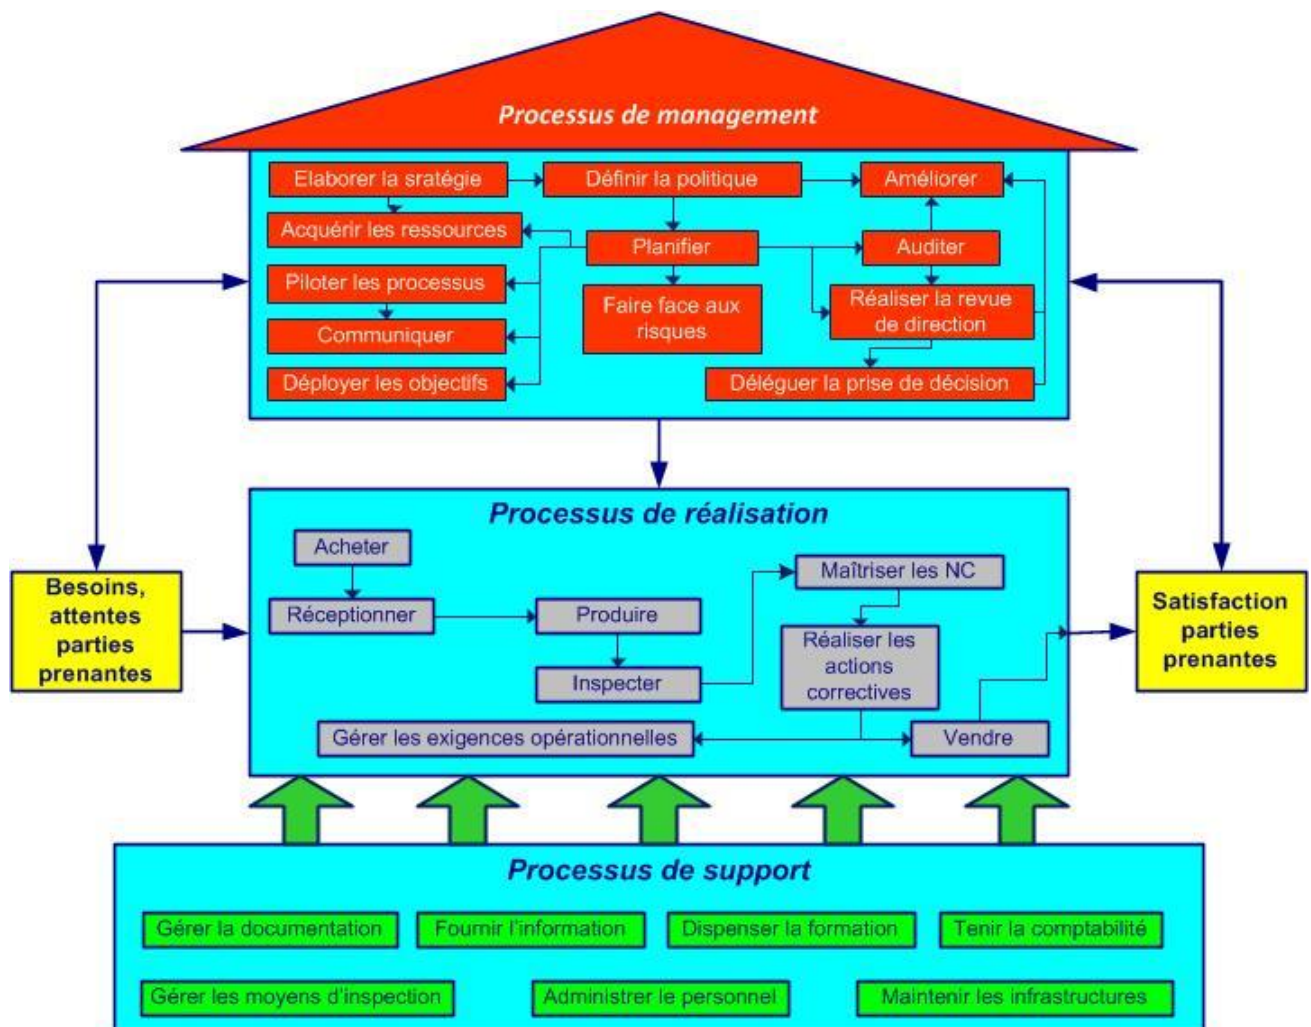 Processus de management
Elaborer la sratégie
Définir la politique
Améliorer
Acquérir les ressources
Planifier
Auditer
Piloter les processus
Faire face aux
risques
Réaliser la revue
de direction
Communiquer
Déployer les objectifs
Déléguer la prise de décision
Processus de réalisation
Acheter
Maîtriser les NC
Besoins,
attentes
parties
prenantes
Réceptionner
Produire
Réaliser les
actions
correctives
Satisfaction
parties
prenantes
Inspecter
Gérer les exigences opérationnelles
Vendre
Processus de support
Gérer la documentation
Fournir l'information
Dispenser la formation
Tenir la comptabilité
Gérer les moyens d'inspection
Administrer le personnel
Maintenir les infrastructures